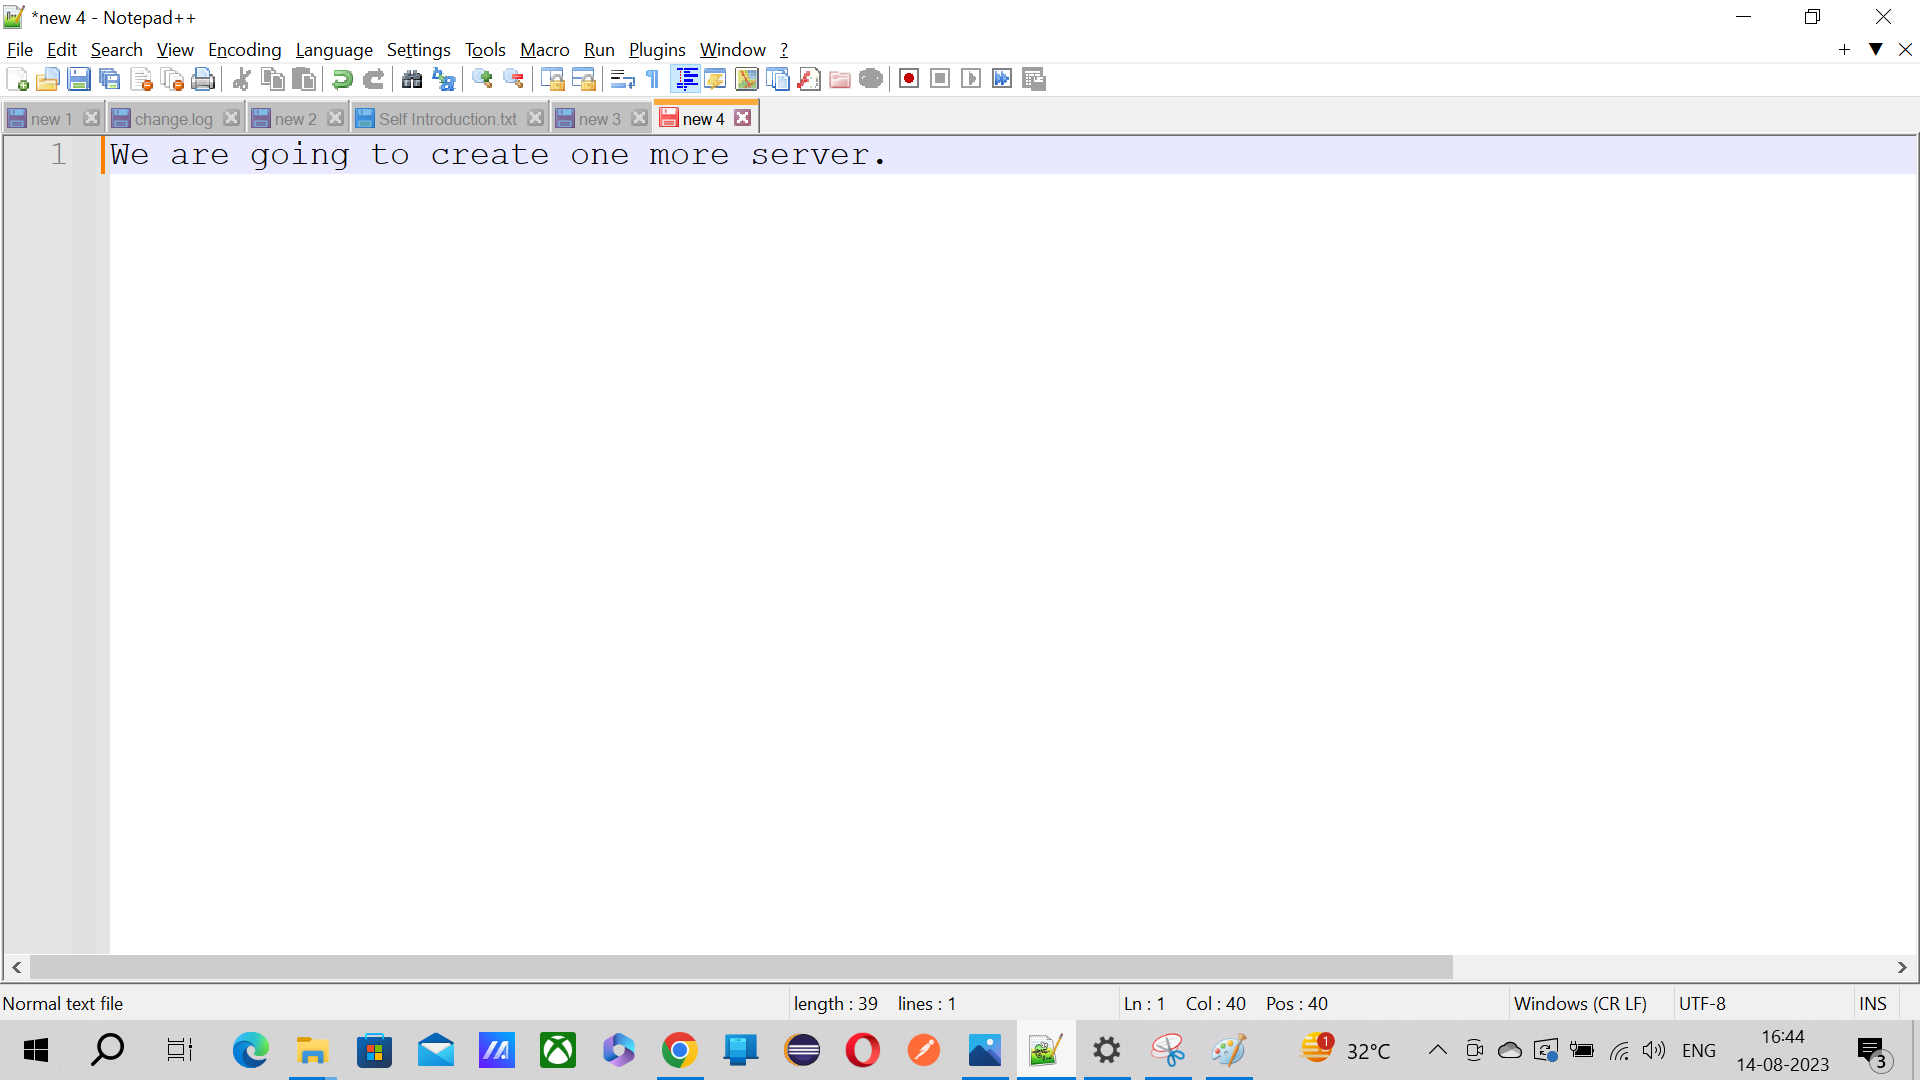 *new 4 - Notepad++
File Edit Search View Encoding Language Settings Tools Macro Run Plugins Window ?
new 1 change.log new 2 Self Introduction.txt new 3 new 4
1 We are going to create one more server.
Normal text file length : 39 lines : 1 Ln : 1 Col : 40 Pos : 40 Windows (CR LF) UTF-8 INS
1 32°C ENG 16:44
14-08-2023 3